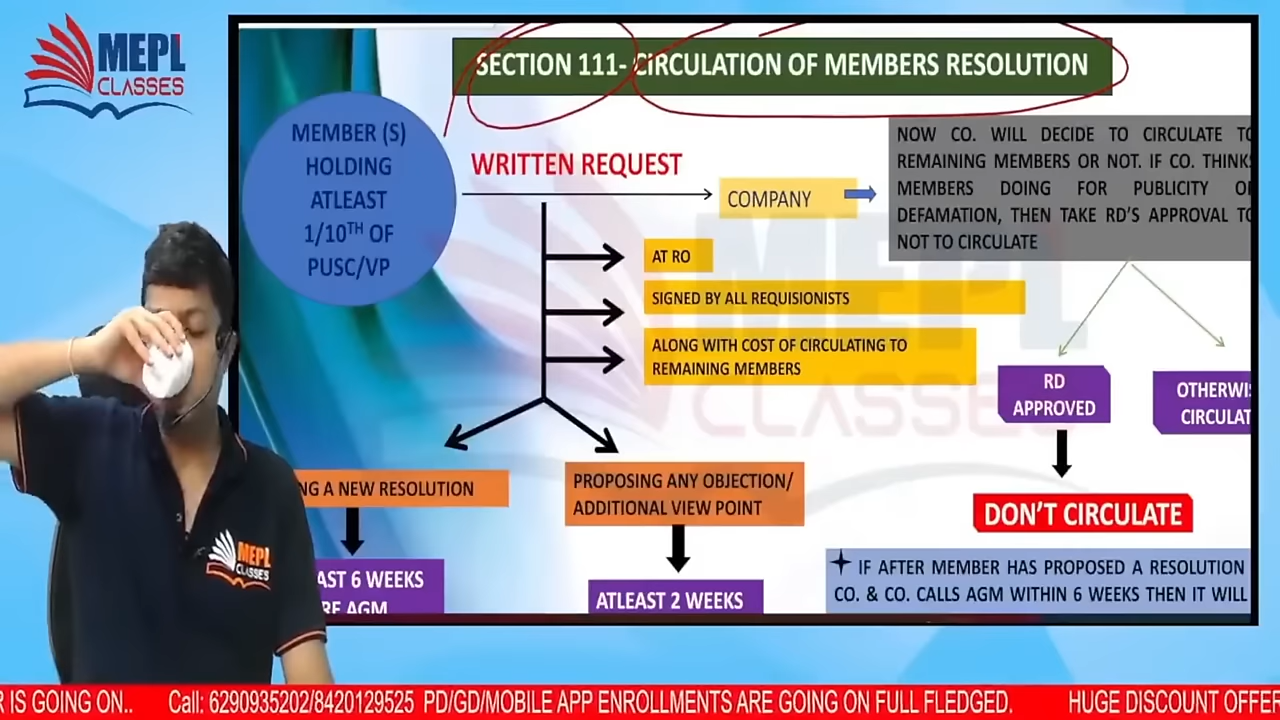 MEPL
CLASSES
SECTION 111- CIRCULATION OF MEMBERS RESOLUTION
MEMBER (S)
HOLDING
ATLEAST
1/10TH OF
PUSC/VP
WRITTEN REQUEST
COMPANY
NOW CO. WILL DECIDE TO CIRCULATE
REMAINING MEMBERS OR NOT. IF CO.
MEMBERS DOING FOR PUBLICITY
DEFAMATION, THEN TAKE RD'S APPROVAL
NOT TO CIRCULATE
AT RO
SIGNED BY ALL REQUISIONISTS
ALONG WITH COST OF CIRCULATING TO
REMAINING MEMBERS
RD
APPROVED
DON'T CIRCULATE
A NEW RESOLUTION
6 WEEKS
AGM
PROPOSING ANY OBJECTION/
ADDITIONAL VIEW POINT
ATLEAST 2 WEEKS
IF AFTER MEMBER HAS PROPOSED A RESOLUTION
CO. & CO. CALLS AGM WITHIN 6 WEEKS THEN IT WILL
MEPL
CLASSES
MEPL
CLASSES
IS GOING ON.. Call: 6290935202/8420129525 PD/GD/MOBILE APP ENROLLMENTS ARE GOING ON FULL FLEDGED. HUGE DISCOUNT OFFER